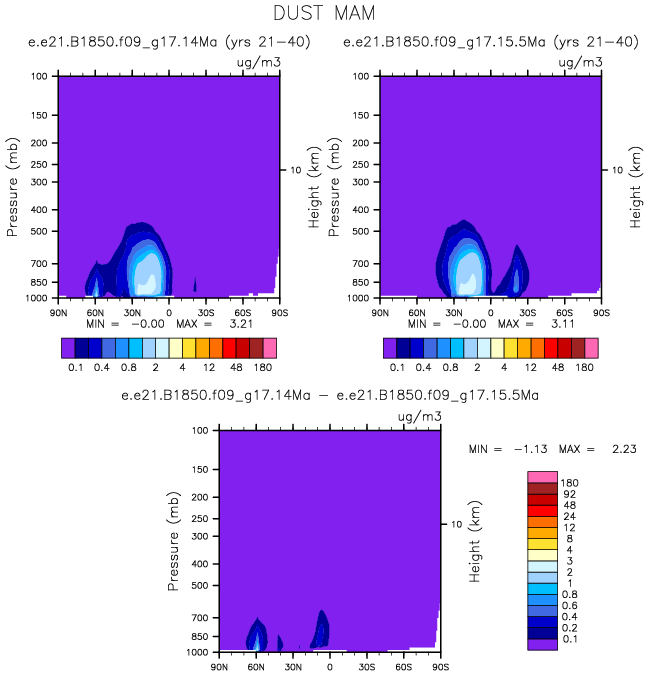 DUST MAM
e.e21.B1850.f09_g17.14Ma (yrs 21-40)
ug/m3
100
150
200
250
300
400
500
700
850
1000
Pressure (mb)
10
Height (km)
90N 60N 30N 0 30S 60S 90S
MIN = -0.00 MAX = 3.21
0.1 0.4 0.8 2 4 12 48 180
e.e21.B1850.f09_g17.15.5Ma (yrs 21-40)
ug/m3
100
150
200
250
300
400
500
700
850
1000
Pressure (mb)
10
Height (km)
90N 60N 30N 0 30S 60S 90S
MIN = -0.00 MAX = 3.11
0.1 0.4 0.8 2 4 12 48 180
e.e21.B1850.f09_g17.14Ma - e.e21.B1850.f09_g17.15.5Ma
ug/m3
100
150
200
250
300
400
500
700
850
1000
Pressure (mb)
10
Height (km)
90N 60N 30N 0 30S 60S 90S
MIN = -1.13 MAX = 2.23
180
92
48
24
12
8
4
3
2
1
0.8
0.6
0.4
0.2
0.1